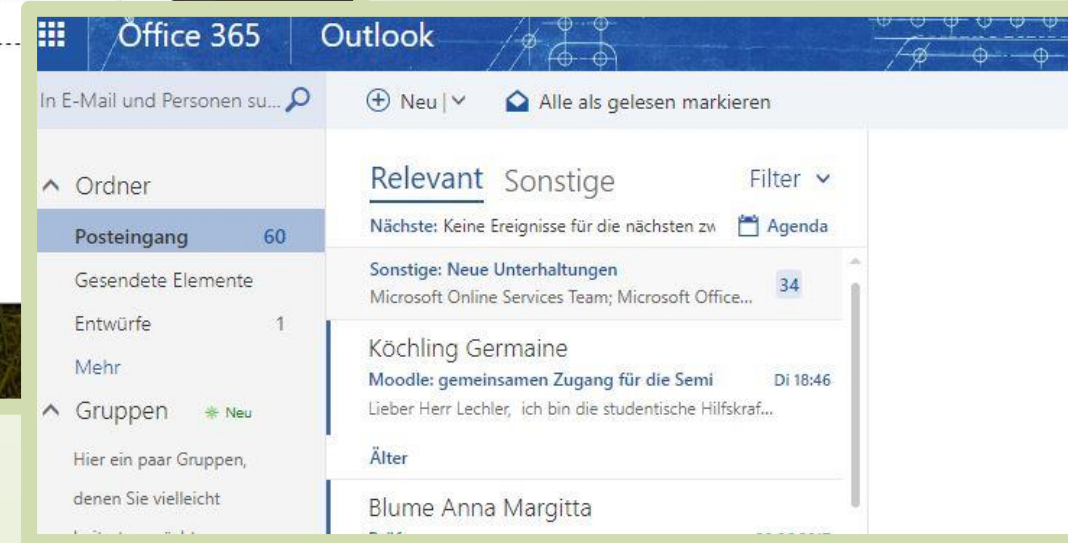 Office 365 Outlook
In E-Mail und Personen su...
Neu
Alle als gelesen markieren
Ordner
Posteingang 60
Gesendete Elemente
Entwürfe 1
Mehr
Gruppen Neu
Hier ein paar Gruppen,
denen Sie vielleicht
Relevant Sonstige Filter
Nächste: Keine Ereignisse für die nächsten zw Agenda
Sonstige: Neue Unterhaltungen
Microsoft Online Services Team; Microsoft Office...
34
Köchling Germaine
Moodle: gemeinsamen Zugang für die Semi Di 18:46
Lieber Herr Lechler, ich bin die studentische Hilfskraf...
Älter
Blume Anna Margitta